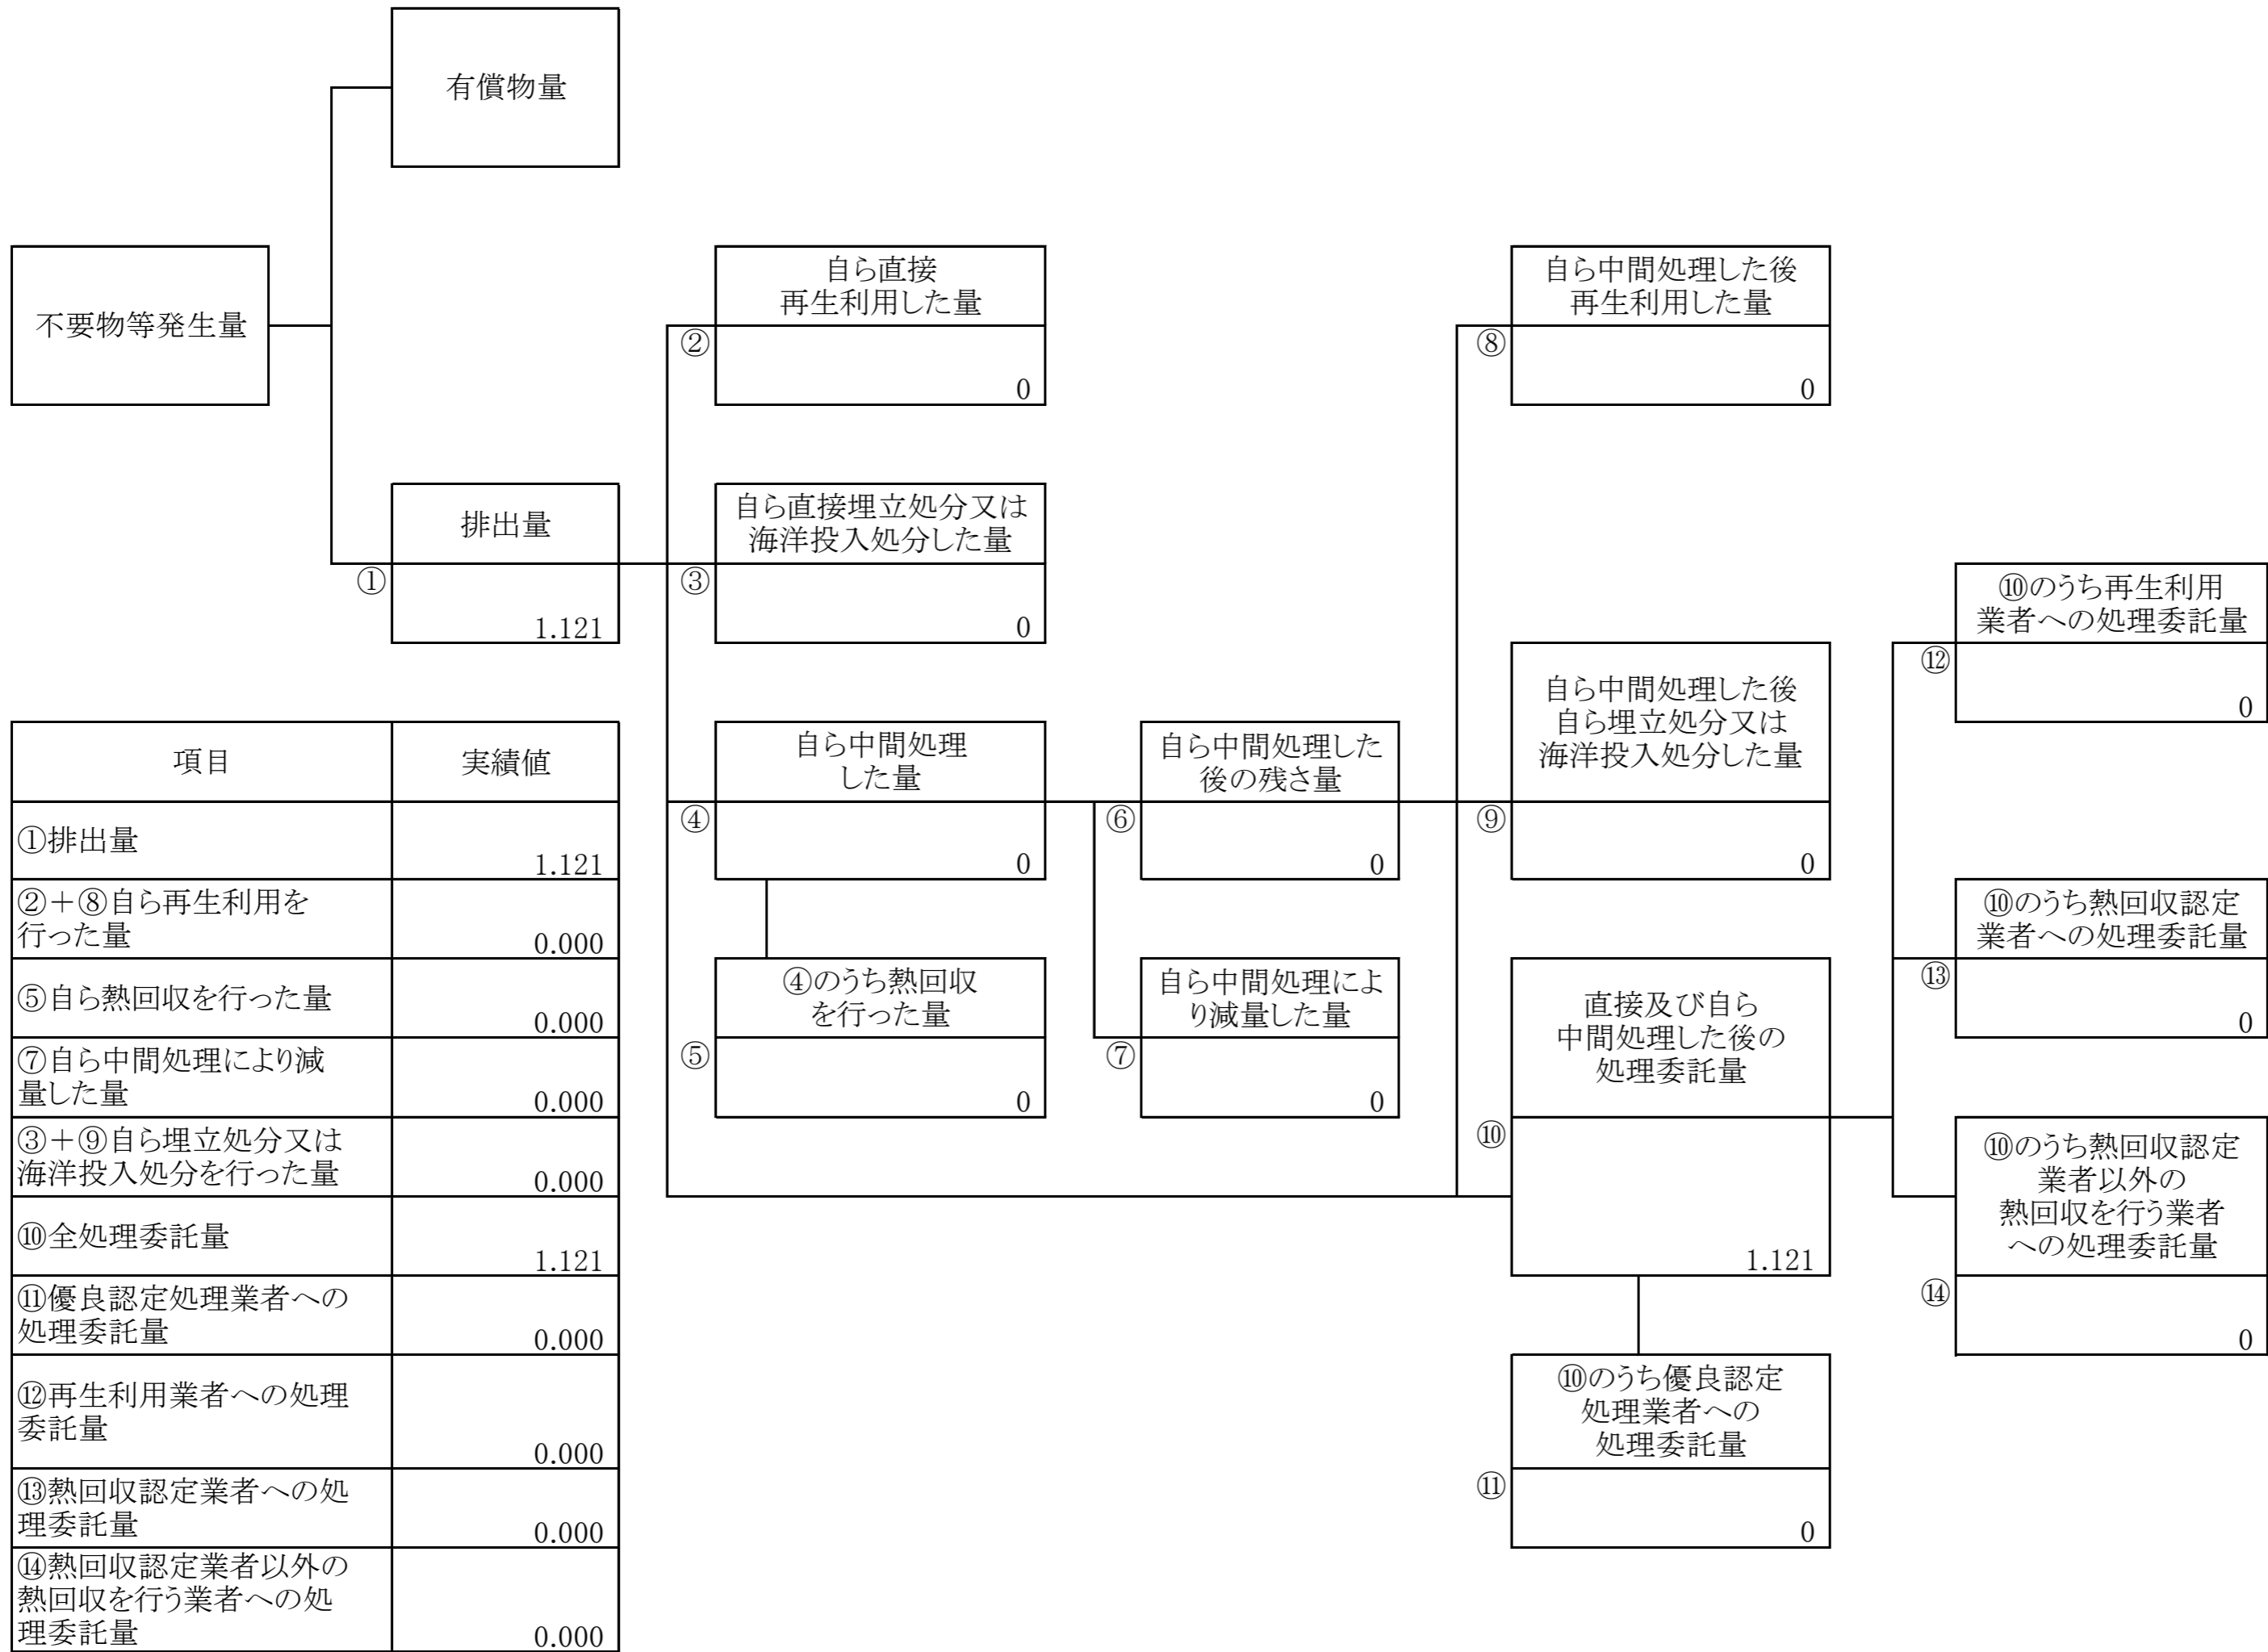 有償物量
不要物等発生量
自ら直接
再生利用した量
②
0
自ら中間処理した後
再生利用した量
⑧
0
排出量
①
1.121
自ら直接埋立処分又は
海洋投入処分した量
③
0
⑩のうち再生利用
業者への処理委託量
⑫
0
自ら中間処理
した量
④
0
自ら中間処理した
後の残さ量
⑥
0
自ら中間処理した後
自ら埋立処分又は
海洋投入処分した量
⑨
0
⑩のうち熱回収認定
業者への処理委託量
⑬
0
④のうち熱回収
を行った量
⑤
0
自ら中間処理によ
り減量した量
⑦
0
直接及び自ら
中間処理した後の
処理委託量
⑩
1.121
⑩のうち熱回収認定
業者以外の
熱回収を行う業者
への処理委託量
⑭
0
⑩のうち優良認定
処理業者への
処理委託量
⑪
0
項目 実績値
①排出量
1.121
②＋⑧自ら再生利用を
行った量
0.000
⑤自ら熱回収を行った量
0.000
⑦自ら中間処理により減
量した量
0.000
③＋⑨自ら埋立処分又は
海洋投入処分を行った量
0.000
⑩全処理委託量
1.121
⑪優良認定処理業者への
処理委託量
0.000
⑫再生利用業者への処理
委託量
0.000
⑬熱回収認定業者への処
理委託量
0.000
⑭熱回収認定業者以外の
熱回収を行う業者への処
理委託量
0.000